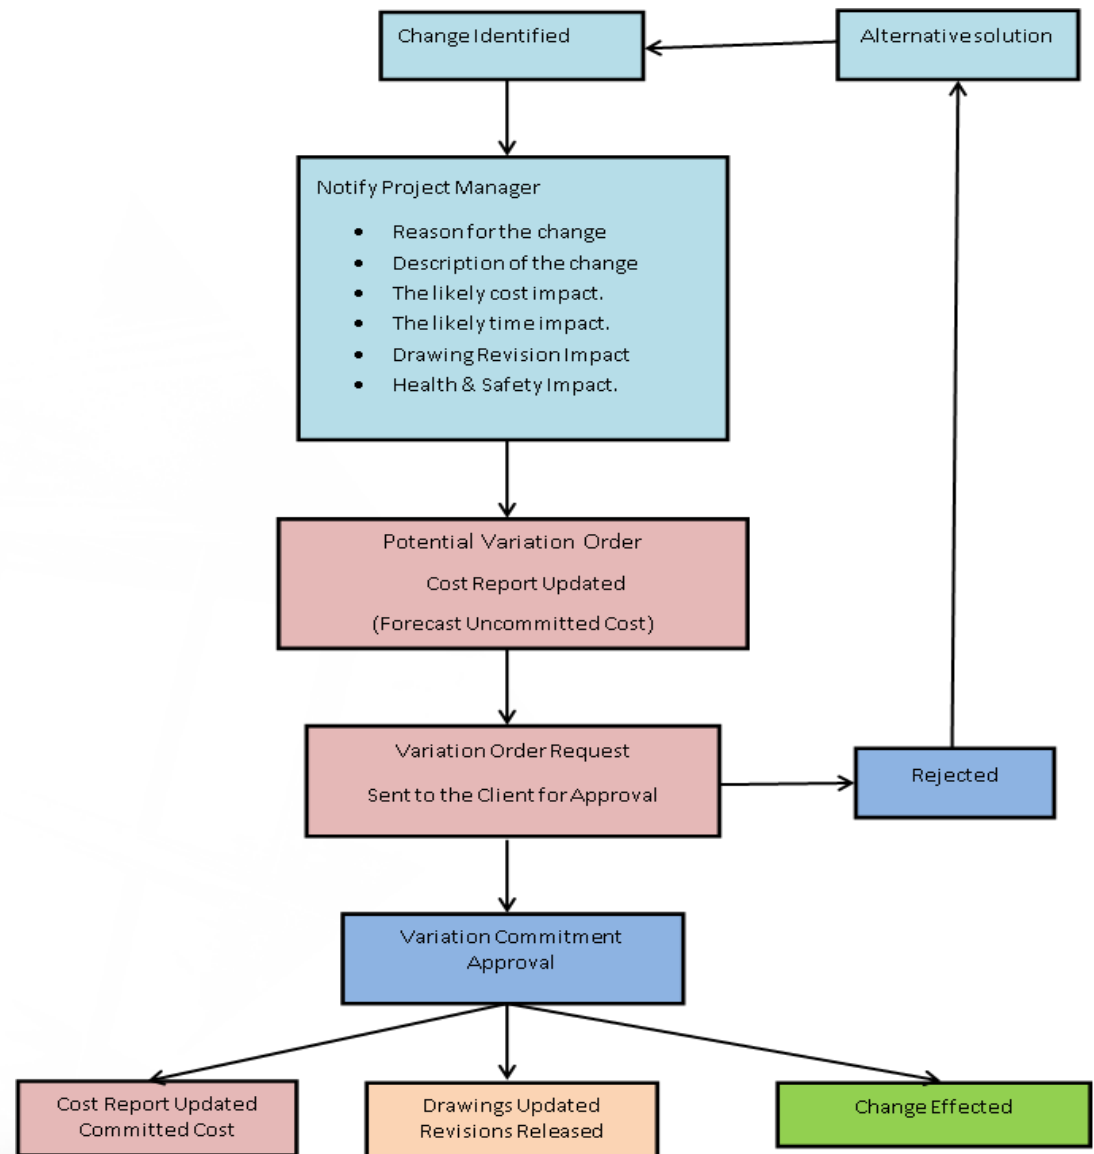 Change Identified
Alternative solution
Notify Project Manager
• Reason for the change
• Description of the change
• The likely cost impact.
• The likely time impact.
• Drawing Revision Impact
• Health & Safety Impact.
Potential Variation Order
Cost Report Updated
(Forecast Uncommitted Cost)
Variation Order Request
Sent to the Client for Approval
Rejected
Variation Commitment
Approval
Cost Report Updated
Committed Cost
Drawings Updated
Revisions Released
Change Effected